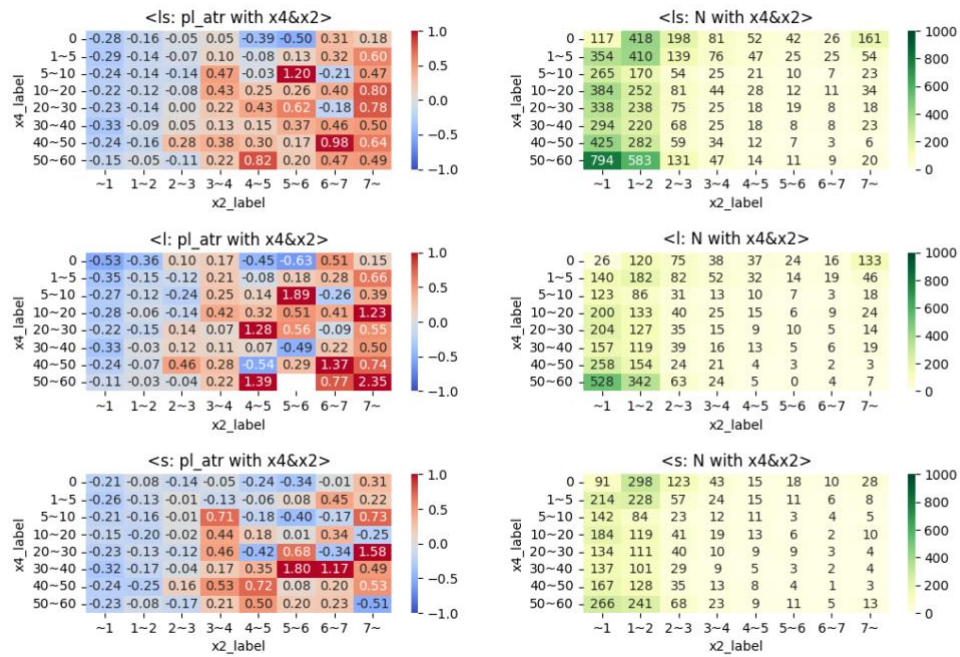 <ls: pl_atr with x4&x2>
x4_label
0 -0.28 -0.16 -0.05 0.05 -0.39 -0.50 0.31 0.18
1~5 -0.29 -0.14 -0.07 0.10 -0.08 0.13 0.32 0.60
5~10 -0.24 -0.14 -0.14 0.47 -0.03 1.20 -0.21 0.47
10~20 -0.22 -0.12 -0.08 0.43 0.25 0.26 0.40 0.80
20~30 -0.23 -0.14 0.00 0.22 0.43 0.62 -0.18 0.78
30~40 -0.33 -0.09 0.05 0.13 0.15 0.37 0.46 0.50
40~50 -0.24 -0.16 0.28 0.38 0.30 0.17 0.98 0.64
50~60 -0.15 -0.05 -0.11 0.22 0.82 0.20 0.47 0.49
~1 1~2 2~3 3~4 4~5 5~6 6~7 7~
x2_label
1.0
0.5
0.0
−0.5
−1.0
<ls: N with x4&x2>
x4_label
0 117 418 198 81 52 42 26 161
1~5 354 410 139 76 47 25 25 54
5~10 265 170 54 25 21 10 7 23
10~20 384 252 81 44 28 12 11 34
20~30 338 238 75 25 18 19 8 18
30~40 294 220 68 25 18 8 8 23
40~50 425 282 59 34 12 7 3 6
50~60 794 583 131 47 14 11 9 20
~1 1~2 2~3 3~4 4~5 5~6 6~7 7~
x2_label
1000
800
600
400
200
0
<l: pl_atr with x4&x2>
x4_label
0 -0.53 -0.36 0.10 0.17 -0.45 -0.63 0.51 0.15
1~5 -0.35 -0.15 -0.12 0.21 -0.08 0.18 0.28 0.66
5~10 -0.27 -0.12 -0.24 0.25 0.14 1.89 -0.26 0.39
10~20 -0.28 -0.06 -0.14 0.42 0.32 0.51 0.41 1.23
20~30 -0.22 -0.15 0.14 0.07 1.28 0.56 -0.09 0.55
30~40 -0.33 -0.03 0.12 0.11 0.07 -0.49 0.22 0.50
40~50 -0.24 -0.07 0.46 0.28 -0.54 0.29 1.37 0.74
50~60 -0.11 -0.03 -0.04 0.22 1.39 0.77 2.35
~1 1~2 2~3 3~4 4~5 5~6 6~7 7~
x2_label
1.0
0.5
0.0
−0.5
−1.0
<l: N with x4&x2>
x4_label
0 26 120 75 38 37 24 16 133
1~5 140 182 82 52 32 14 19 46
5~10 123 86 31 13 10 7 3 18
10~20 200 133 40 25 15 6 9 24
20~30 204 127 35 15 9 10 5 14
30~40 157 119 39 16 13 5 6 19
40~50 258 154 24 21 4 3 2 3
50~60 528 342 63 24 5 0 4 7
~1 1~2 2~3 3~4 4~5 5~6 6~7 7~
x2_label
1000
800
600
400
200
0
<s: pl_atr with x4&x2>
x4_label
0 -0.21 -0.08 -0.14 -0.05 -0.24 -0.34 -0.01 0.31
1~5 -0.26 -0.13 -0.01 -0.13 -0.06 0.08 0.45 0.22
5~10 -0.21 -0.16 -0.01 0.71 -0.18 -0.40 -0.17 0.73
10~20 -0.15 -0.20 -0.02 0.44 0.18 0.01 0.34 -0.25
20~30 -0.23 -0.13 -0.12 0.46 -0.42 0.68 -0.34 1.58
30~40 -0.32 -0.17 -0.04 0.17 0.35 1.80 1.17 0.49
40~50 -0.24 -0.25 0.16 0.53 0.72 0.08 0.20 0.53
50~60 -0.23 -0.08 -0.17 0.21 0.50 0.20 0.23 -0.51
~1 1~2 2~3 3~4 4~5 5~6 6~7 7~
x2_label
1.0
0.5
0.0
−0.5
−1.0
<s: N with x4&x2>
x4_label
0 91 298 123 43 15 18 10 28
1~5 214 228 57 24 15 11 6 8
5~10 142 84 23 12 11 3 4 5
10~20 184 119 41 19 13 6 2 10
20~30 134 111 40 10 9 9 3 4
30~40 137 101 29 9 5 3 2 4
40~50 167 128 35 13 8 4 1 3
50~60 266 241 68 23 9 11 5 13
~1 1~2 2~3 3~4 4~5 5~6 6~7 7~
x2_label
1000
800
600
400
200
0